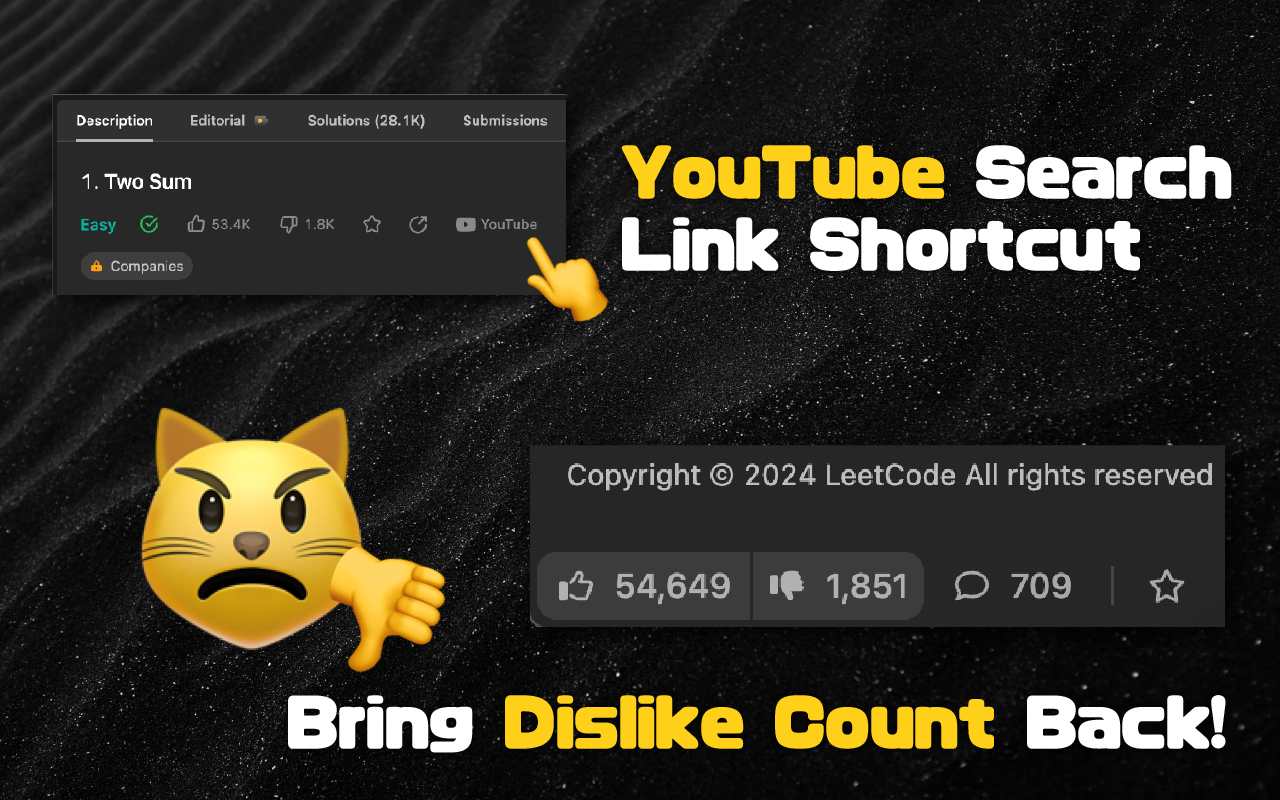 Description Editorial Solutions (28.1K) Submissions
1. Two Sum
Easy 53.4K 1.8K YouTube
Companies
YouTube Search
Link Shortcut
Copyright © 2024 LeetCode All rights reserved
54,649 1,851 709
Bring Dislike Count Back!